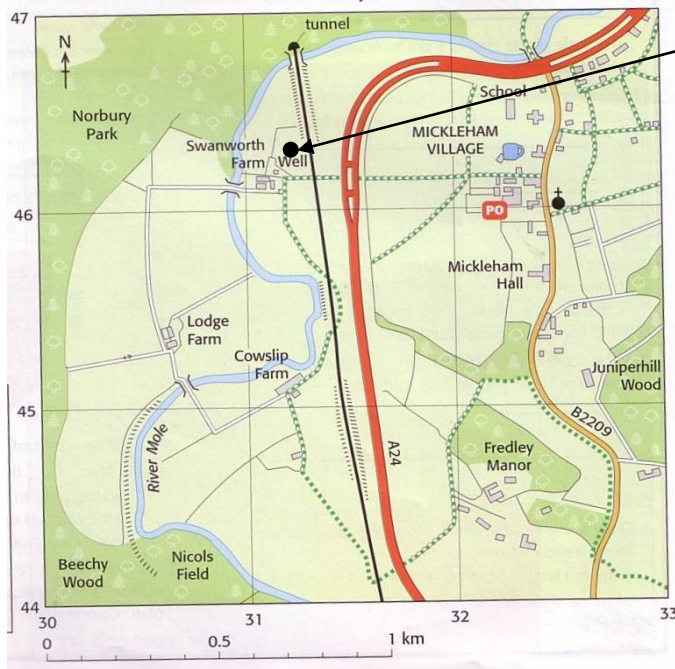 47
tunnel
N
Norbury
Park
School
MICKLEHAM
VILLAGE
Swanworth
Farm
Well
46
PO
Mickleham
Hall
Lodge
Farm
Cowslip
Farm
Juniperhill
Wood
45
River Mole
A24
B2209
Fredley
Manor
Beechy
Wood
Nicols
Field
44
30
31
32
33
0
0.5
1 km